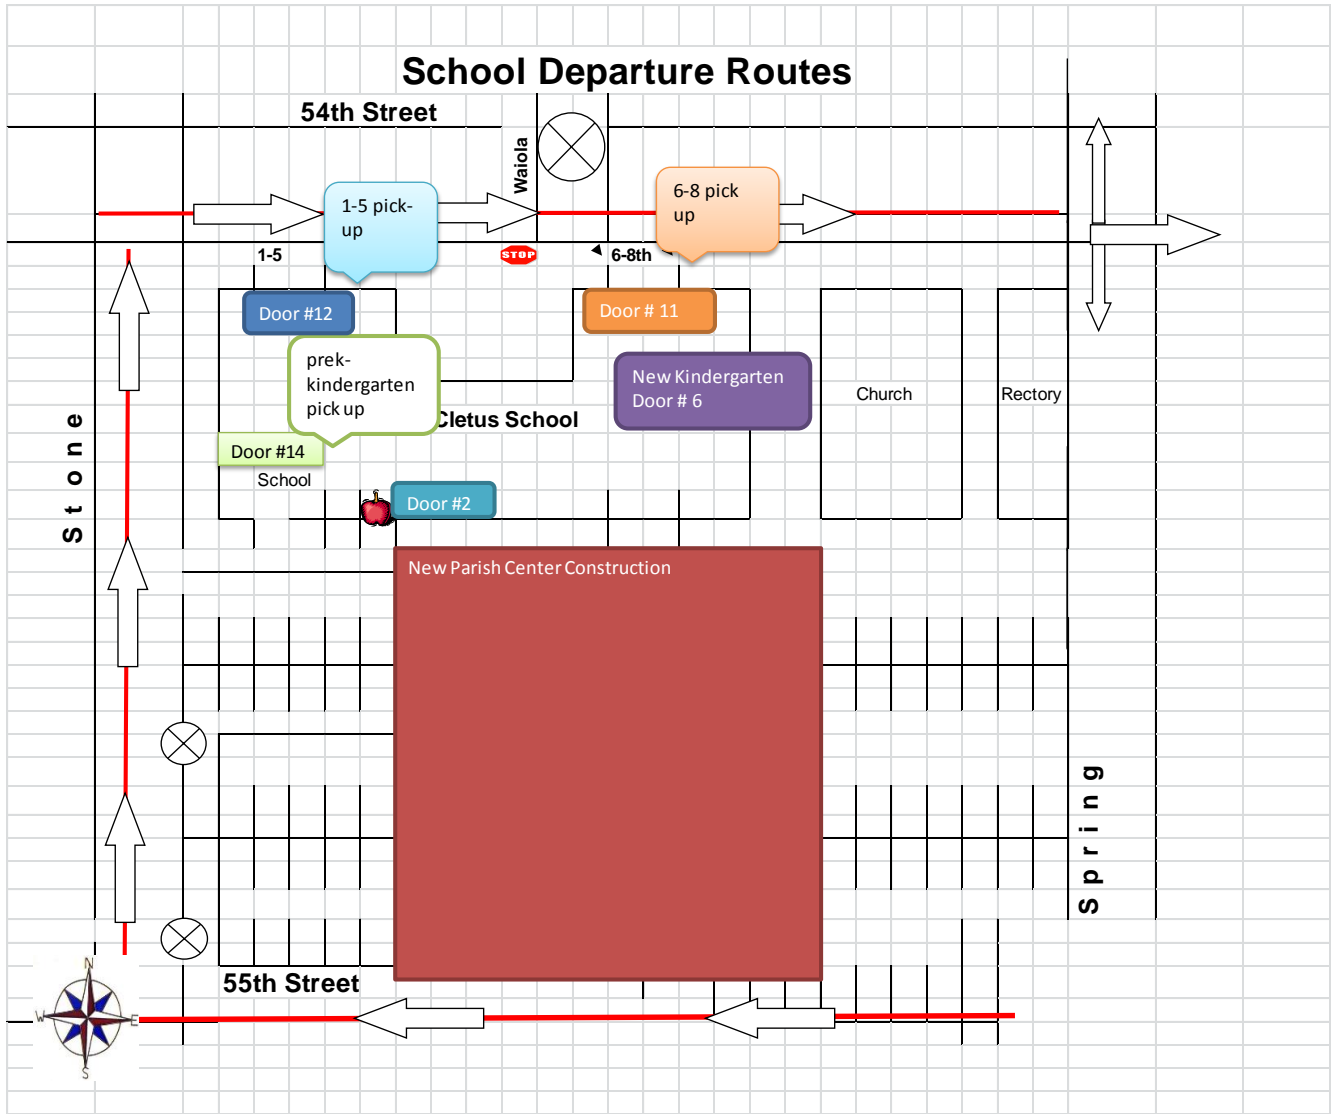 School Departure Routes
54th Street
Waiola
1-5 pick-
up
6-8 pick
up
1-5
STOP
6-8th
Door #12
Door # 11
prek-
kindergarten
pick up
New Kindergarten
Door # 6
Church
Rectory
Cletus School
Door #14
School
Door #2
Stone
New Parish Center Construction
Spring
55th Street
N
W
E
S